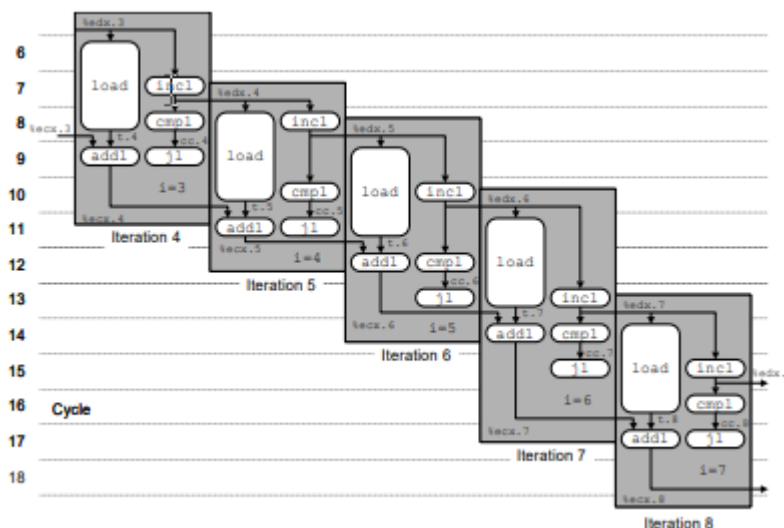 %edx.3
6
load
incl
7
%edx.4
8
cmpl
load
incl
%edx.5
%ecx.3
t.4
cc.4
9
addl
jl
load
10
i=3
cmpl
incl
%edx.6
t.5
cc.5
%ecx.4
11
addl
jl
load
Iteration 4
%ecx.5
t.6
12
i=4
addl
cmpl
cc.6
Iteration 5
13
jl
incl
%edx.7
t.7
%ecx.6
i=5
14
addl
cmpl
load
Iteration 6
cc.7
15
jl
incl
%edx.
16
Cycle
i=6
cmpl
t.8
cc.8
%ecx.7
17
addl
jl
Iteration 7
i=7
18
%ecx.8
Iteration 8